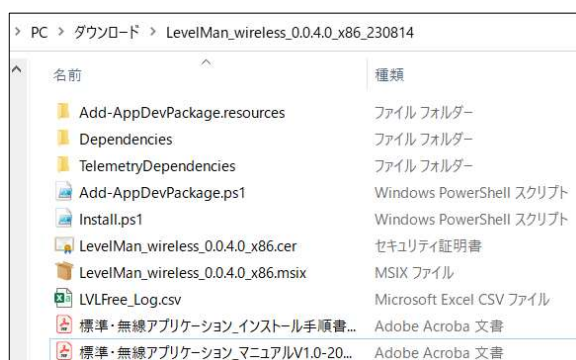 > PC > ダウンロード > LevelMan_wireless_0.0.4.0_x86_230814
名前 種類
Add-AppDevPackage.resources ファイル フォルダー
Dependencies ファイル フォルダー
TelemetryDependencies ファイル フォルダー
Add-AppDevPackage.ps1 Windows PowerShell スクリプト
Install.ps1 Windows PowerShell スクリプト
LevelMan_wireless_0.0.4.0_x86.cer セキュリティ証明書
LevelMan_wireless_0.0.4.0_x86.msix MSIX ファイル
LVLFree_Log.csv Microsoft Excel CSV ファイル
標準・無線アプリケーション_インストール手順書... Adobe Acroba 文書
標準・無線アプリケーション_マニュアルV1.0-20... Adobe Acroba 文書